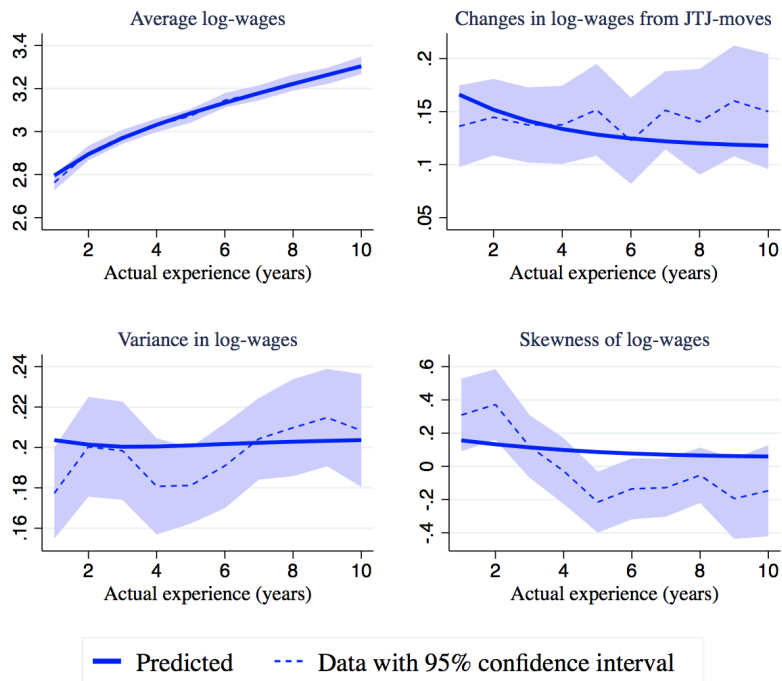 Average log-wages
3.4
3.2
3
2.8
2.6
2 4 6 8 10
Actual experience (years)
Changes in log-wages from JTJ-moves
.2
.15
.1
.05
2 4 6 8 10
Actual experience (years)
Variance in log-wages
.24
.22
.2
.18
.16
2 4 6 8 10
Actual experience (years)
Skewness of log-wages
.6
.4
.2
0
-.2
-.4
2 4 6 8 10
Actual experience (years)
Predicted Data with 95% confidence interval